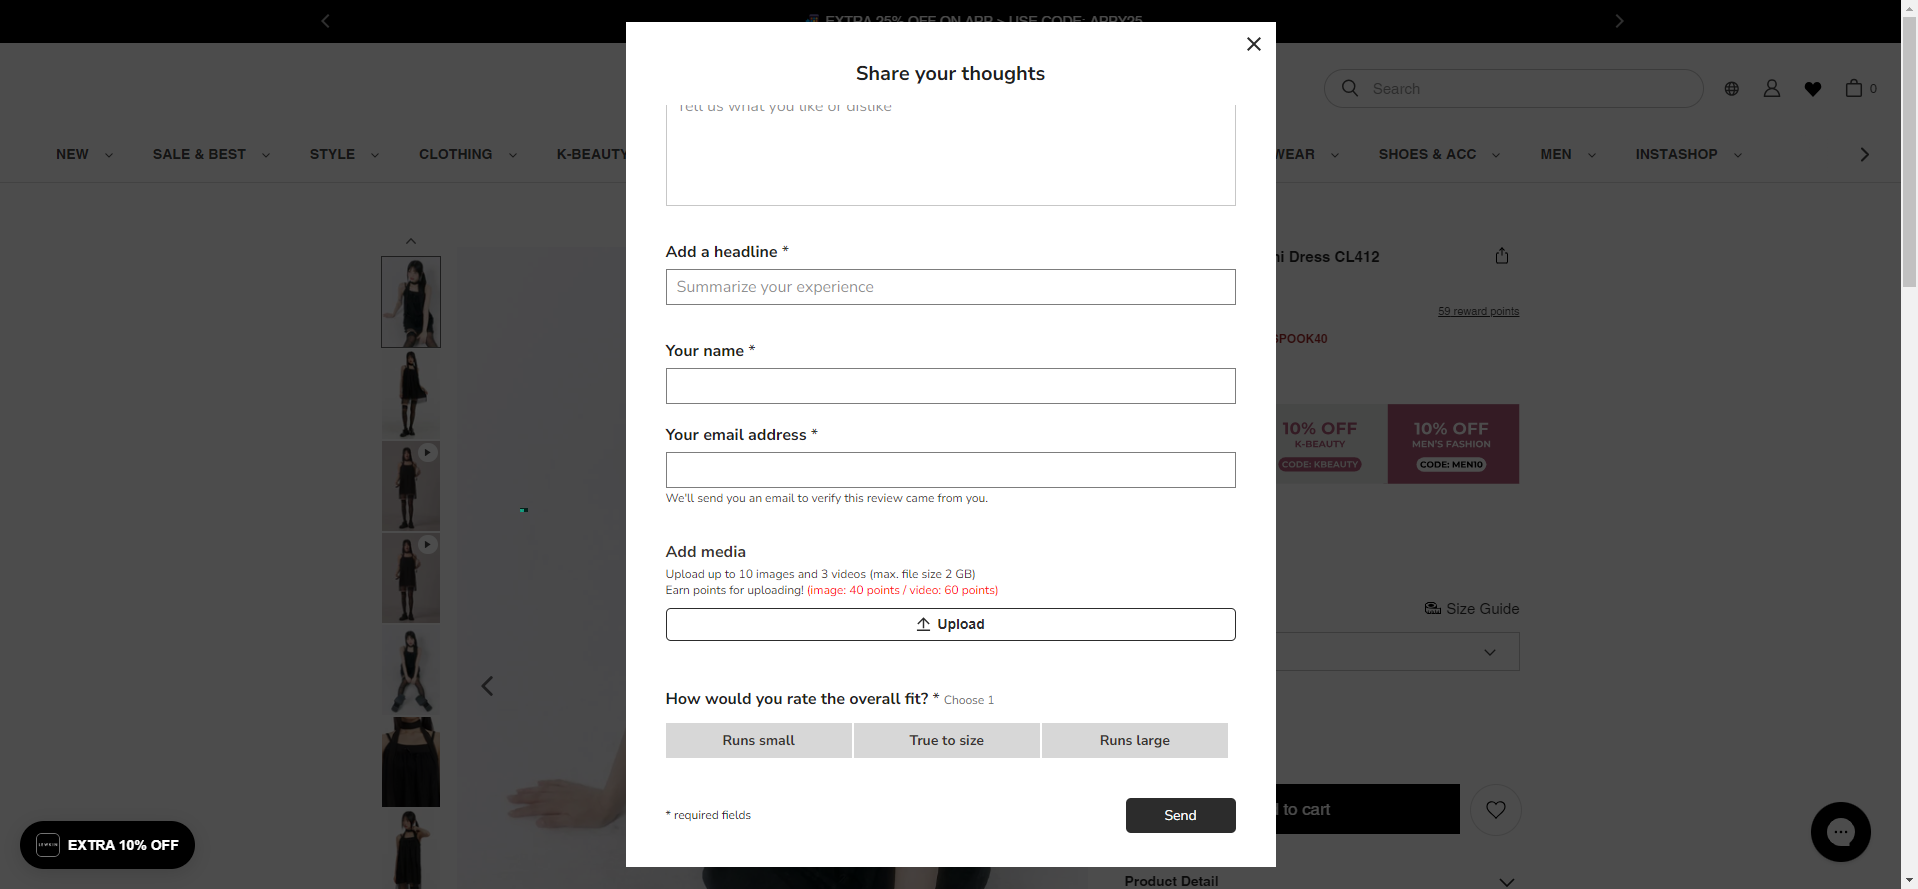 EXTRA 25% OFF ON APP > USE CODE: APPY25
Share your thoughts
Search
0
NEW
SALE & BEST
STYLE
CLOTHING
K-BEAUTY
WEAR
SHOES & ACC
MEN
INSTASHOP
Tell us what you like or dislike
Add a headline *
Summarize your experience
Your name *
Your email address *
We'll send you an email to verify this review came from you.
Add media
Upload up to 10 images and 3 videos (max. file size 2 GB)
Earn points for uploading! (image: 40 points / video: 60 points)
Upload
How would you rate the overall fit? * Choose 1
Runs small
True to size
Runs large
* required fields
Send
ni Dress CL412
59 reward points
SPOOK40
10% OFF
K-BEAUTY
CODE: KBEAUTY
10% OFF
MEN'S FASHION
CODE: MEN10
Size Guide
to cart
Product Detail
EXTRA 10% OFF